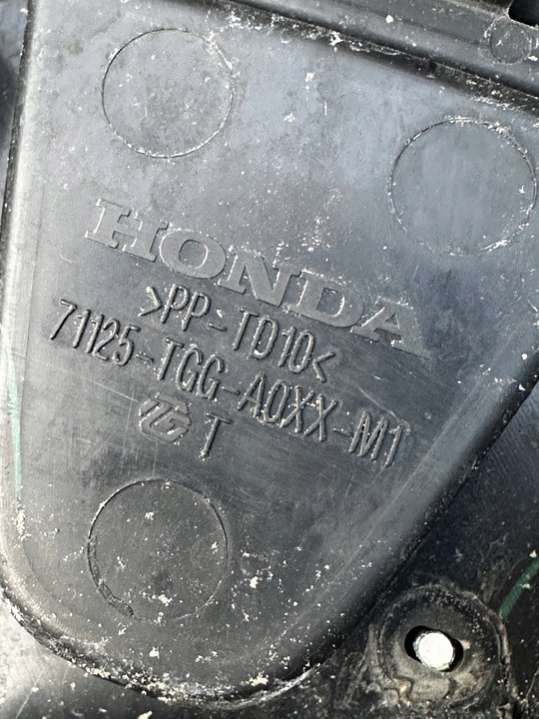 HONDA
>PP-TD10<
71125-TGG-A0XX-M1
T